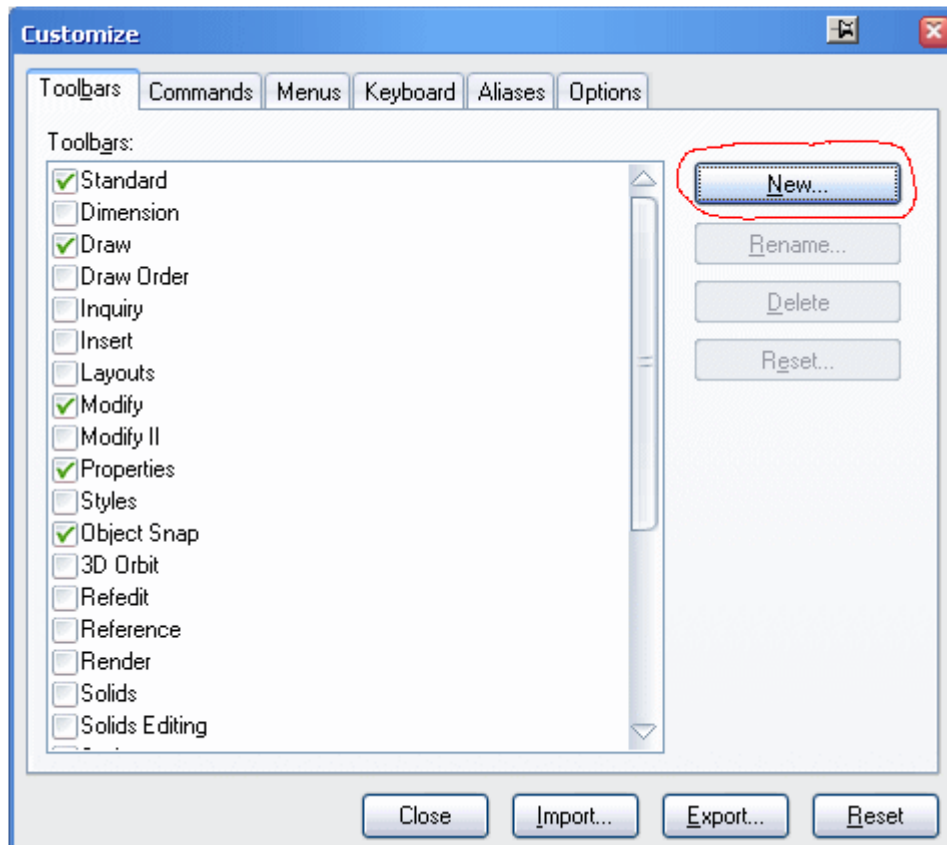 Customize
Toolbars Commands Menus Keyboard Aliases Options
Toolbars:
Standard
Dimension
Draw
Draw Order
Inquiry
Insert
Layouts
Modify
Modify II
Properties
Styles
Object Snap
3D Orbit
Refedit
Reference
Render
Solids
Solids Editing
New...
Rename...
Delete
Reset...
Close Import... Export... Reset